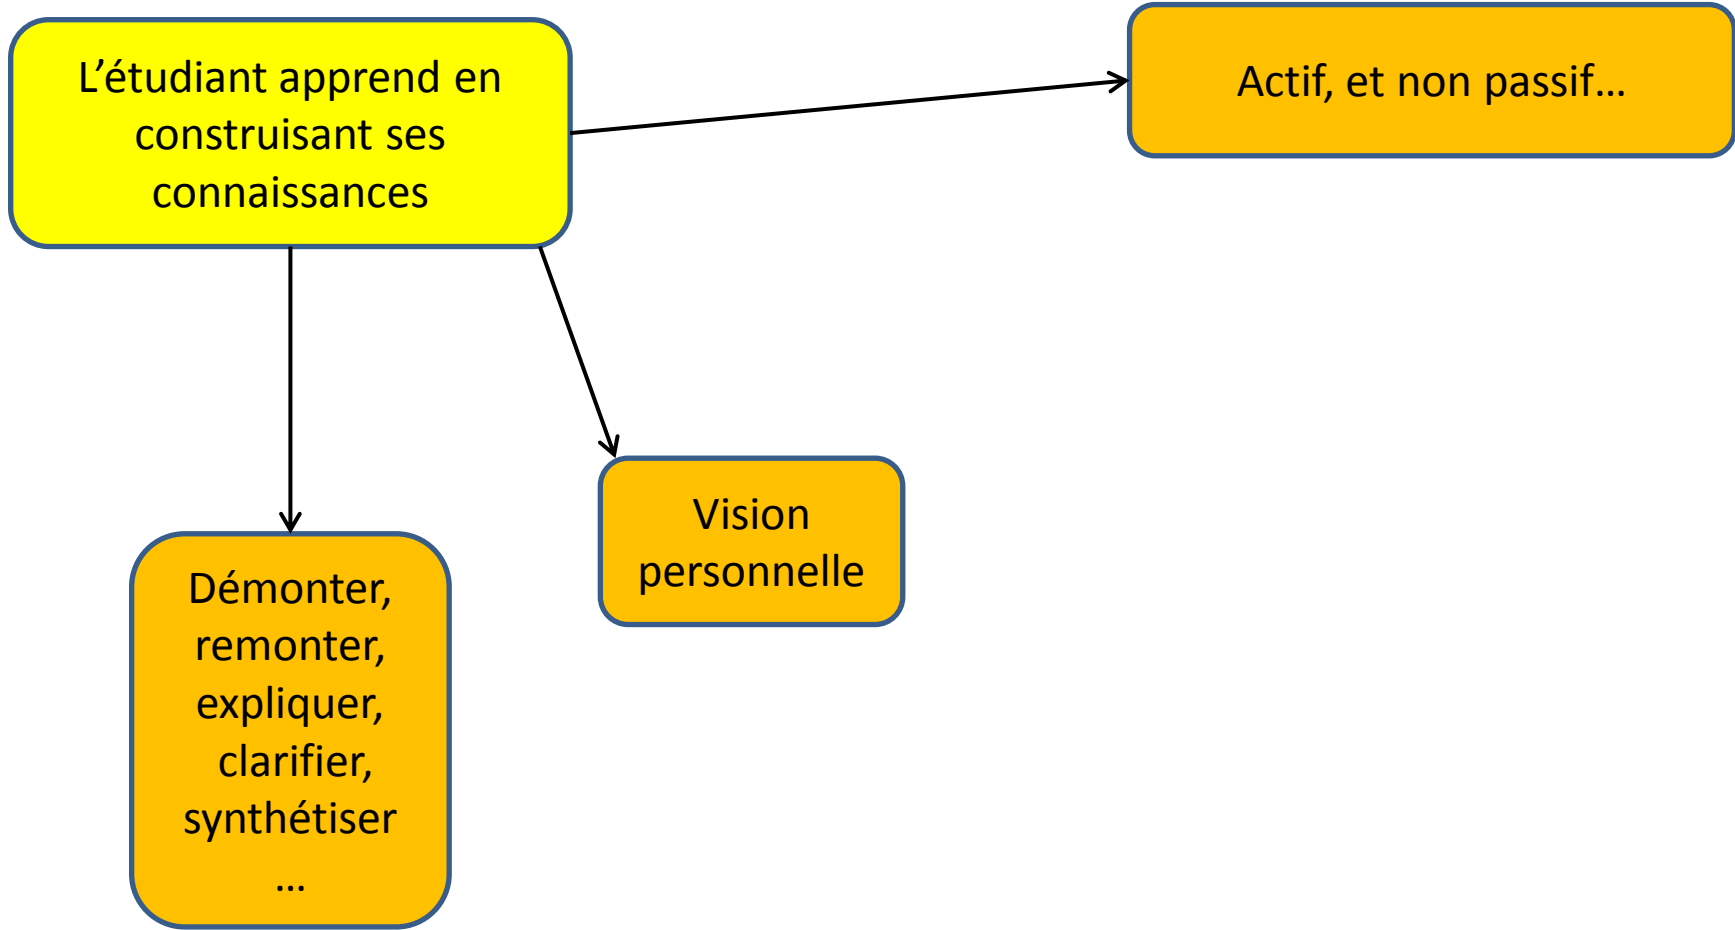 L’étudiant apprend en
construisant ses
connaissances
Actif, et non passif…
Vision
personnelle
Démonter,
remonter,
expliquer,
clarifier,
synthétiser
…